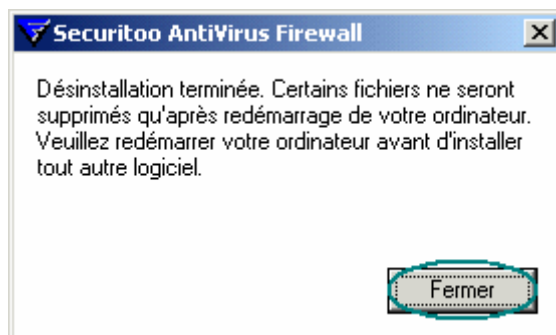 Securitoo AntiVirus Firewall
Désinstallation terminée. Certains fichiers ne seront
supprimés qu'après redémarrage de votre ordinateur.
Veuillez redémarrer votre ordinateur avant d'installer
tout autre logiciel.
Fermer